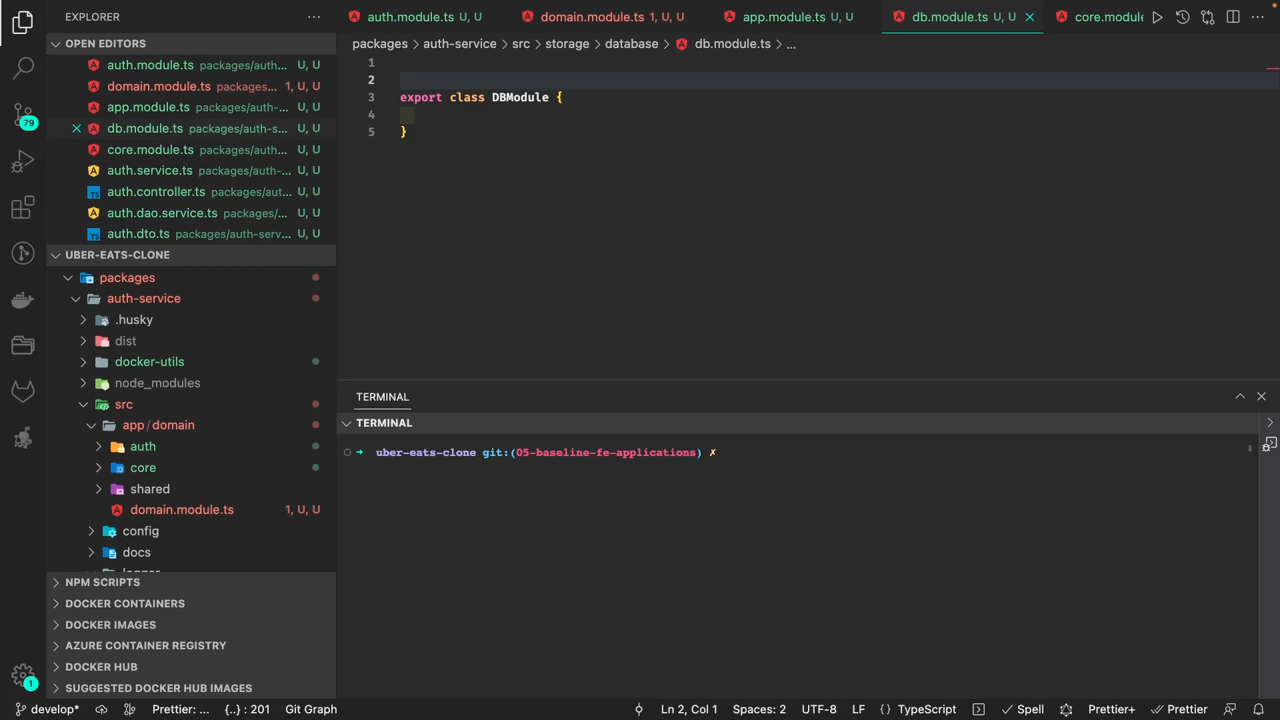 EXPLORER
OPEN EDITORS
auth.module.ts packages/auth... U, U
domain.module.ts packages... 1, U, U
app.module.ts packages/auth-... U, U
db.module.ts packages/auth-s... U, U
core.module.ts packages/auth... U, U
auth.service.ts packages/auth... U, U
auth.controller.ts packages/aut... U, U
auth.dao.service.ts packages/... U, U
auth.dto.ts packages/auth-serv... U, U
UBER-EATS-CLONE
packages
auth-service
.husky
dist
docker-utils
node_modules
src
app/domain
auth
core
shared
domain.module.ts 1, U, U
config
docs
logger
NPM SCRIPTS
DOCKER CONTAINERS
DOCKER IMAGES
AZURE CONTAINER REGISTRY
DOCKER HUB
SUGGESTED DOCKER HUB IMAGES
79
1
auth.module.ts U, U domain.module.ts 1, U, U app.module.ts U, U db.module.ts U, U core.module
packages > auth-service > src > storage > database > db.module.ts > ...
1
2
3 export class DBModule {
4
5 }
TERMINAL
TERMINAL
➜ uber-eats-clone git:(05-baseline-fe-applications) ✗
develop* Prettier: ... {..} : 201 Git Graph Ln 2, Col 1 Spaces: 2 UTF-8 LF {} TypeScript Spell Prettier+ Prettier